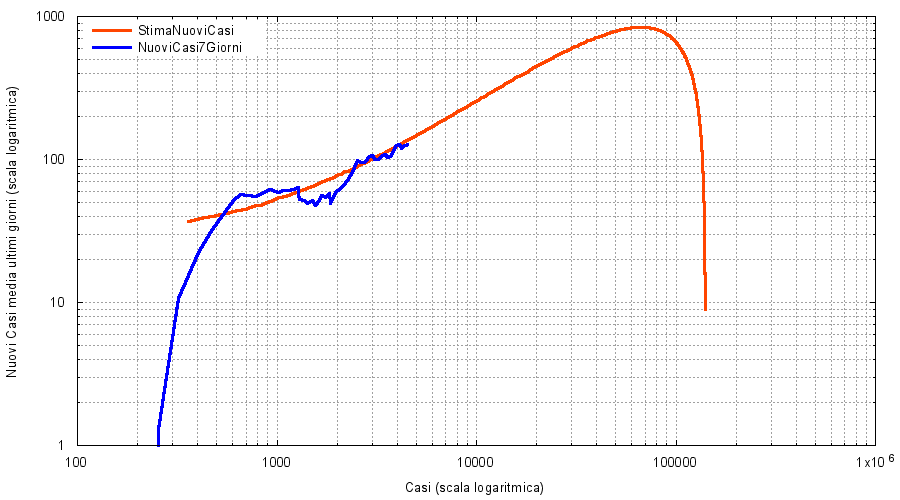 1000
StimaNuoviCasi
NuoviCasi7Giorni
100
10
1
Nuovi Casi media ultimi giorni (scala logaritmica)
100 1000 10000 100000 1x10 6
Casi (scala logaritmica)